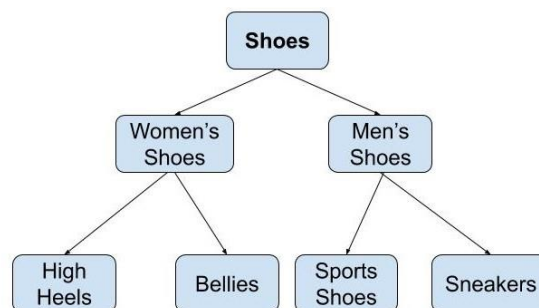 Shoes
Women's
Shoes
Men's
Shoes
High
Heels
Bellies
Sports
Shoes
Sneakers